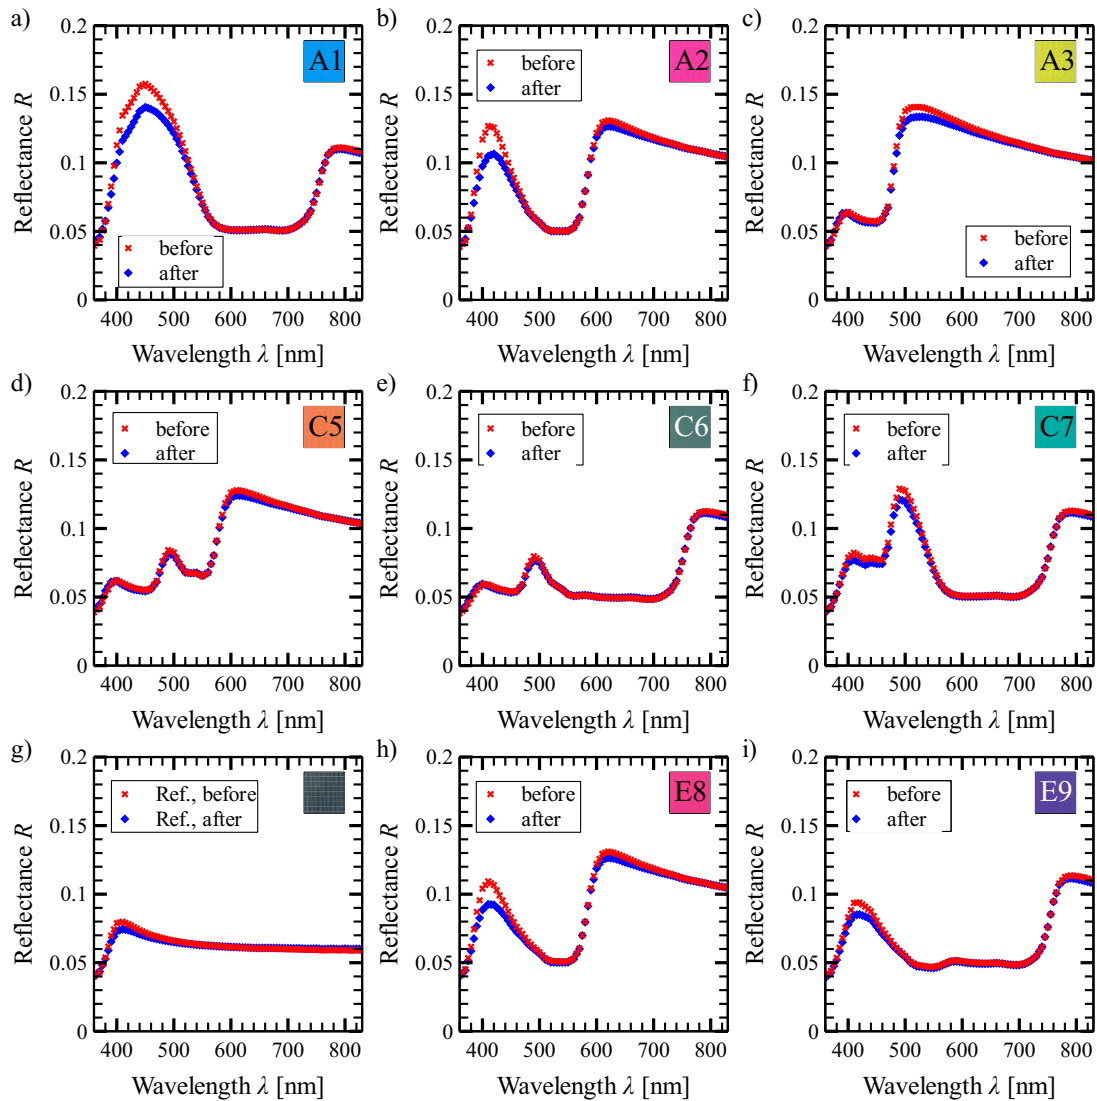 a)
0.2
0.15
0.1
0.05
0
Reflectance R
A1
before
after
400 500 600 700 800
Wavelength λ [nm]
b)
0.2
0.15
0.1
0.05
0
Reflectance R
before
after
A2
400 500 600 700 800
Wavelength λ [nm]
c)
0.2
0.15
0.1
0.05
0
Reflectance R
A3
before
after
400 500 600 700 800
Wavelength λ [nm]
d)
0.2
0.15
0.1
0.05
0
Reflectance R
before
after
C5
400 500 600 700 800
Wavelength λ [nm]
e)
0.2
0.15
0.1
0.05
0
Reflectance R
before
after
C6
400 500 600 700 800
Wavelength λ [nm]
f)
0.2
0.15
0.1
0.05
0
Reflectance R
before
after
C7
400 500 600 700 800
Wavelength λ [nm]
g)
0.2
0.15
0.1
0.05
0
Reflectance R
Ref., before
Ref., after
400 500 600 700 800
Wavelength λ [nm]
h)
0.2
0.15
0.1
0.05
0
Reflectance R
before
after
E8
400 500 600 700 800
Wavelength λ [nm]
i)
0.2
0.15
0.1
0.05
0
Reflectance R
before
after
E9
400 500 600 700 800
Wavelength λ [nm]